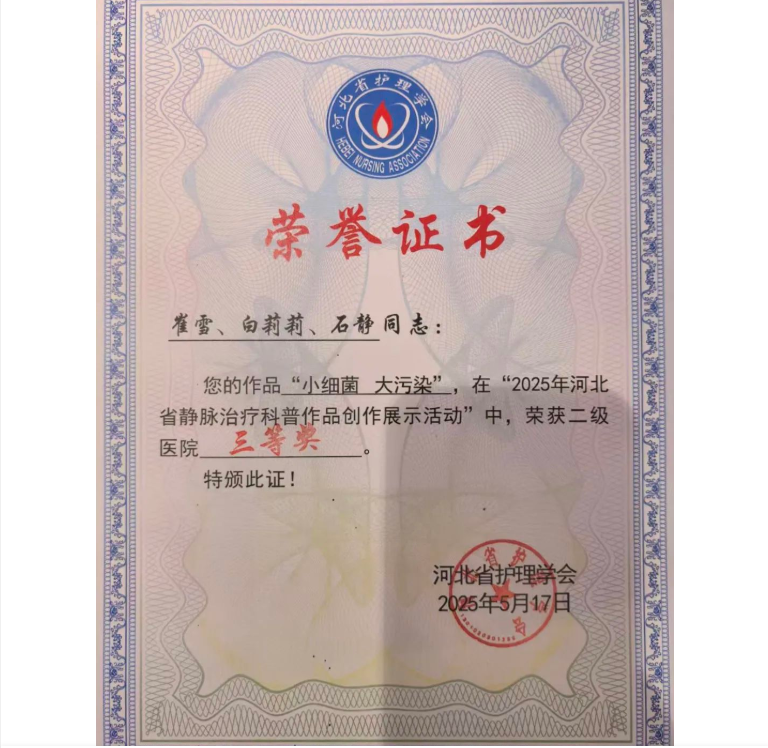 河北省护理学会
HEBEI NURSING ASSOCIATION
荣誉证书
崔雪、白莉莉、石静同志：
您的作品“小细菌 大污染”，在“2025年河北
省静脉治疗科普作品创作展示活动”中，荣获二级
医院三等奖。
特颁此证！
河北省护理学会
2025年5月17日